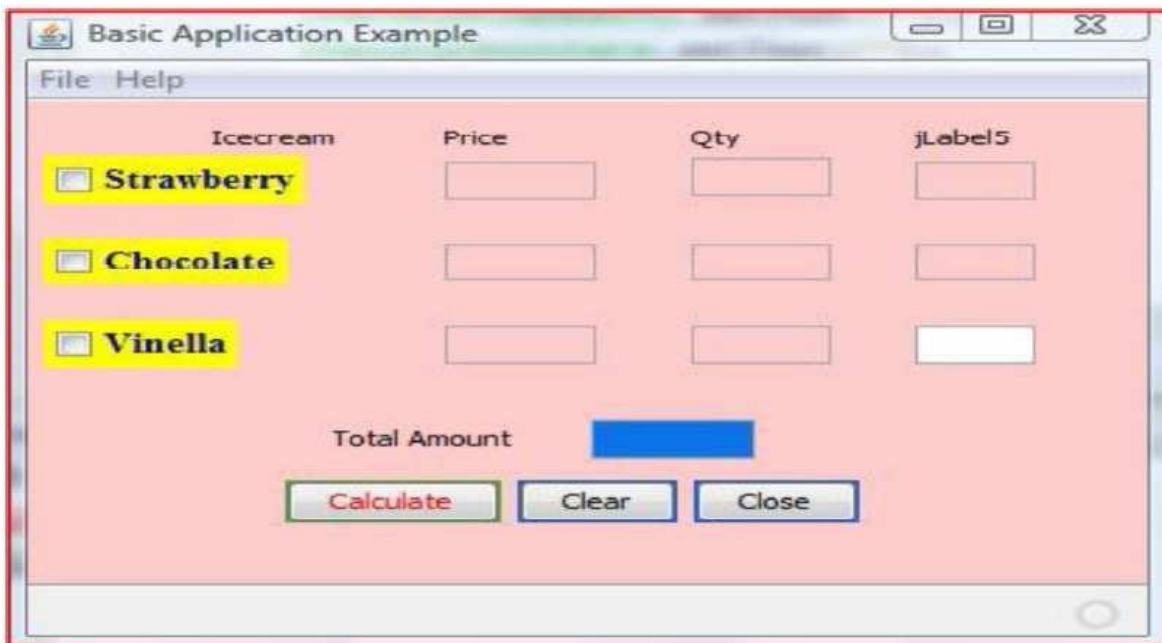 Basic Application Example
File Help
Icecream Price Qty jLabel5
Strawberry
Chocolate
Vinella
Total Amount
Calculate Clear Close